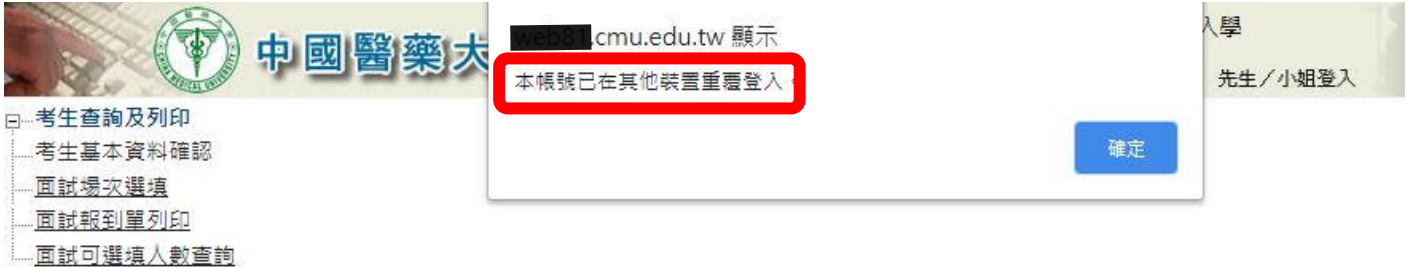 中國醫藥大
web81.cmu.edu.tw 顯示
本帳號已在其他裝置重覆登入。
確定
入學
先生／小姐登入
考生查詢及列印
考生基本資料確認
面試場次選填
面試報到單列印
面試可選填人數查詢